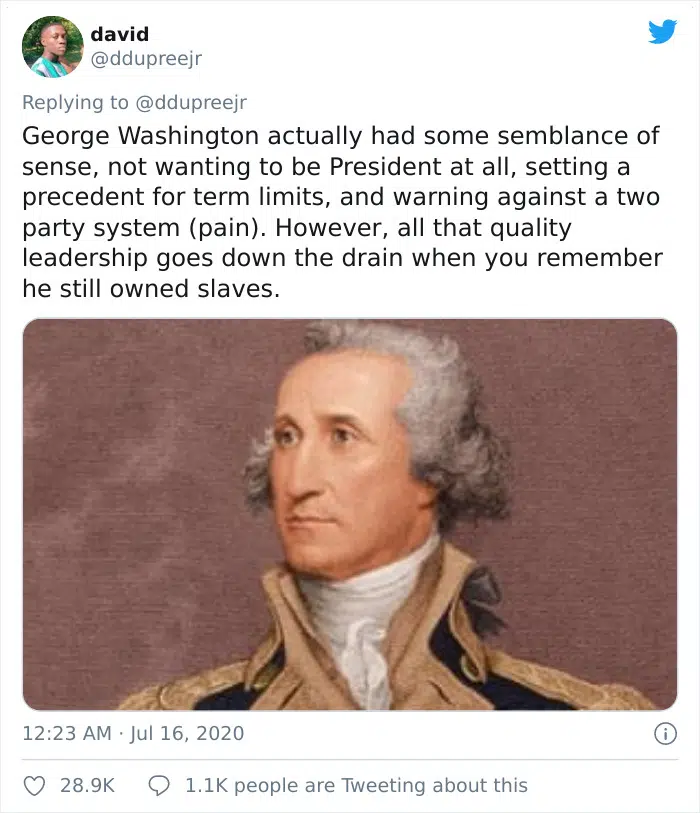 david
@ddupreejr
Replying to @ddupreejr
George Washington actually had some semblance of
sense, not wanting to be President at all, setting a
precedent for term limits, and warning against a two
party system (pain). However, all that quality
leadership goes down the drain when you remember
he still owned slaves.
12:23 AM · Jul 16, 2020
28.9K 1.1K people are Tweeting about this